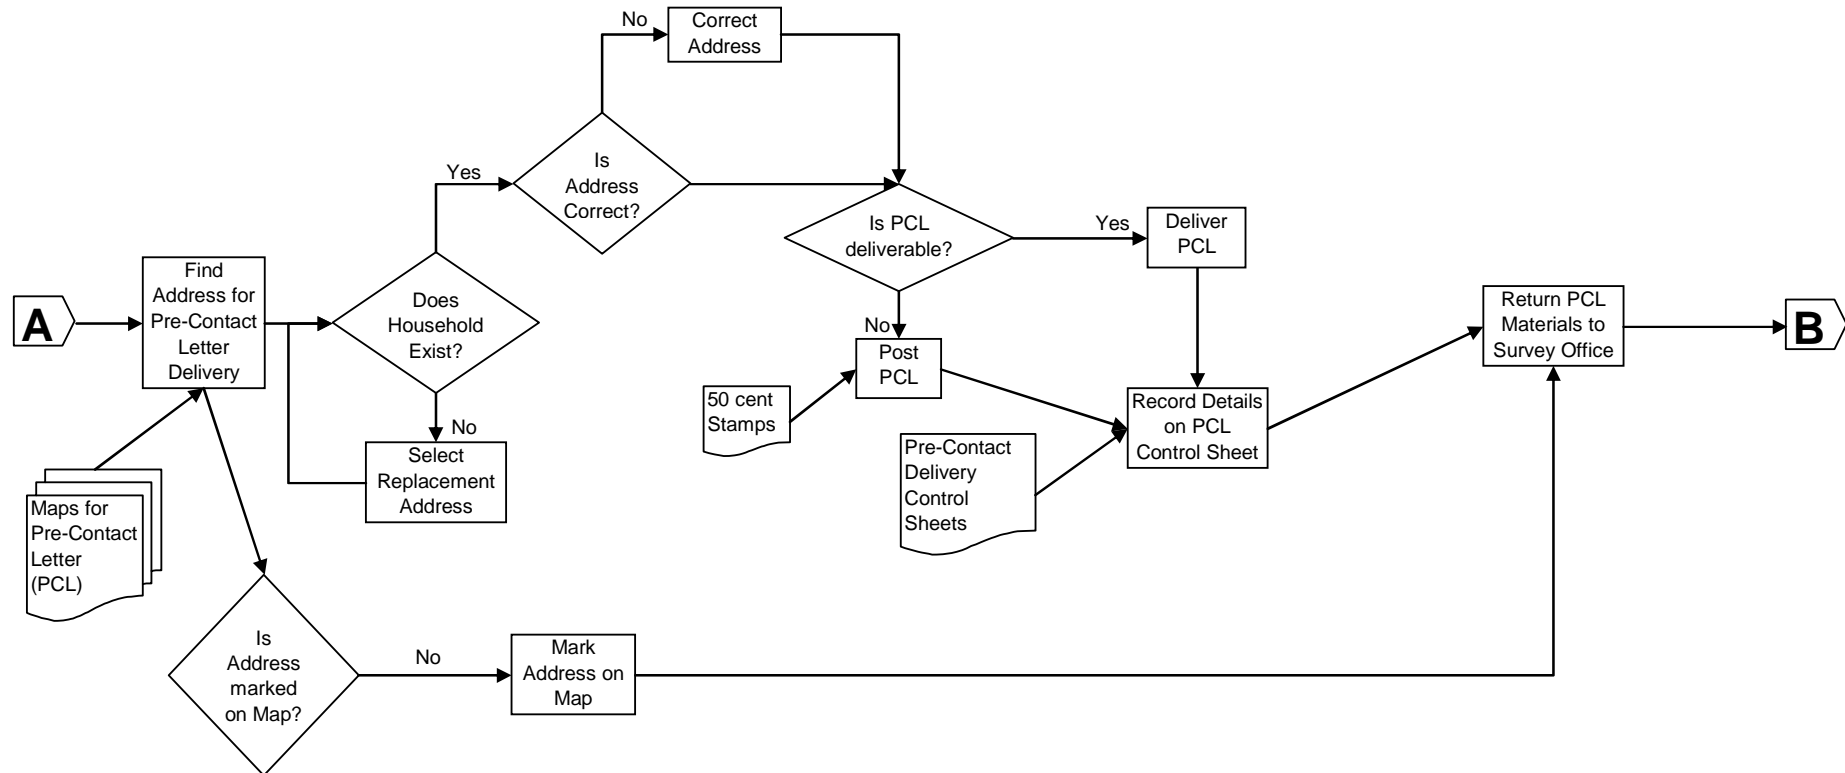 No
Correct
Address
Yes
Is
Address
Correct?
Is PCL
deliverable?
Yes
Deliver
PCL
A
Find
Address for
Pre-Contact
Letter
Delivery
Does
Household
Exist?
No
Post
PCL
Return PCL
Materials to
Survey Office
B
50 cent
Stamps
Record Details
on PCL
Control Sheet
No
Select
Replacement
Address
Pre-Contact
Delivery
Control
Sheets
Maps for
Pre-Contact
Letter
(PCL)
Is
Address
marked
on Map?
No
Mark
Address on
Map